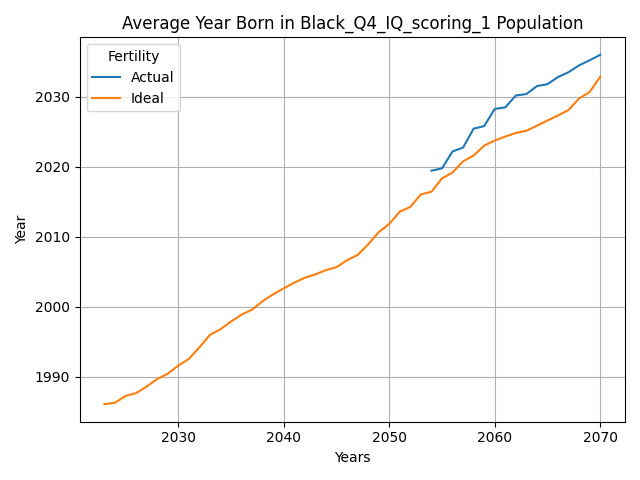 Average Year Born in Black_Q4_IQ_scoring_1 Population
Fertility
Actual
Ideal
Year
2030
2020
2010
2000
1990
2030 2040 2050 2060 2070
Years